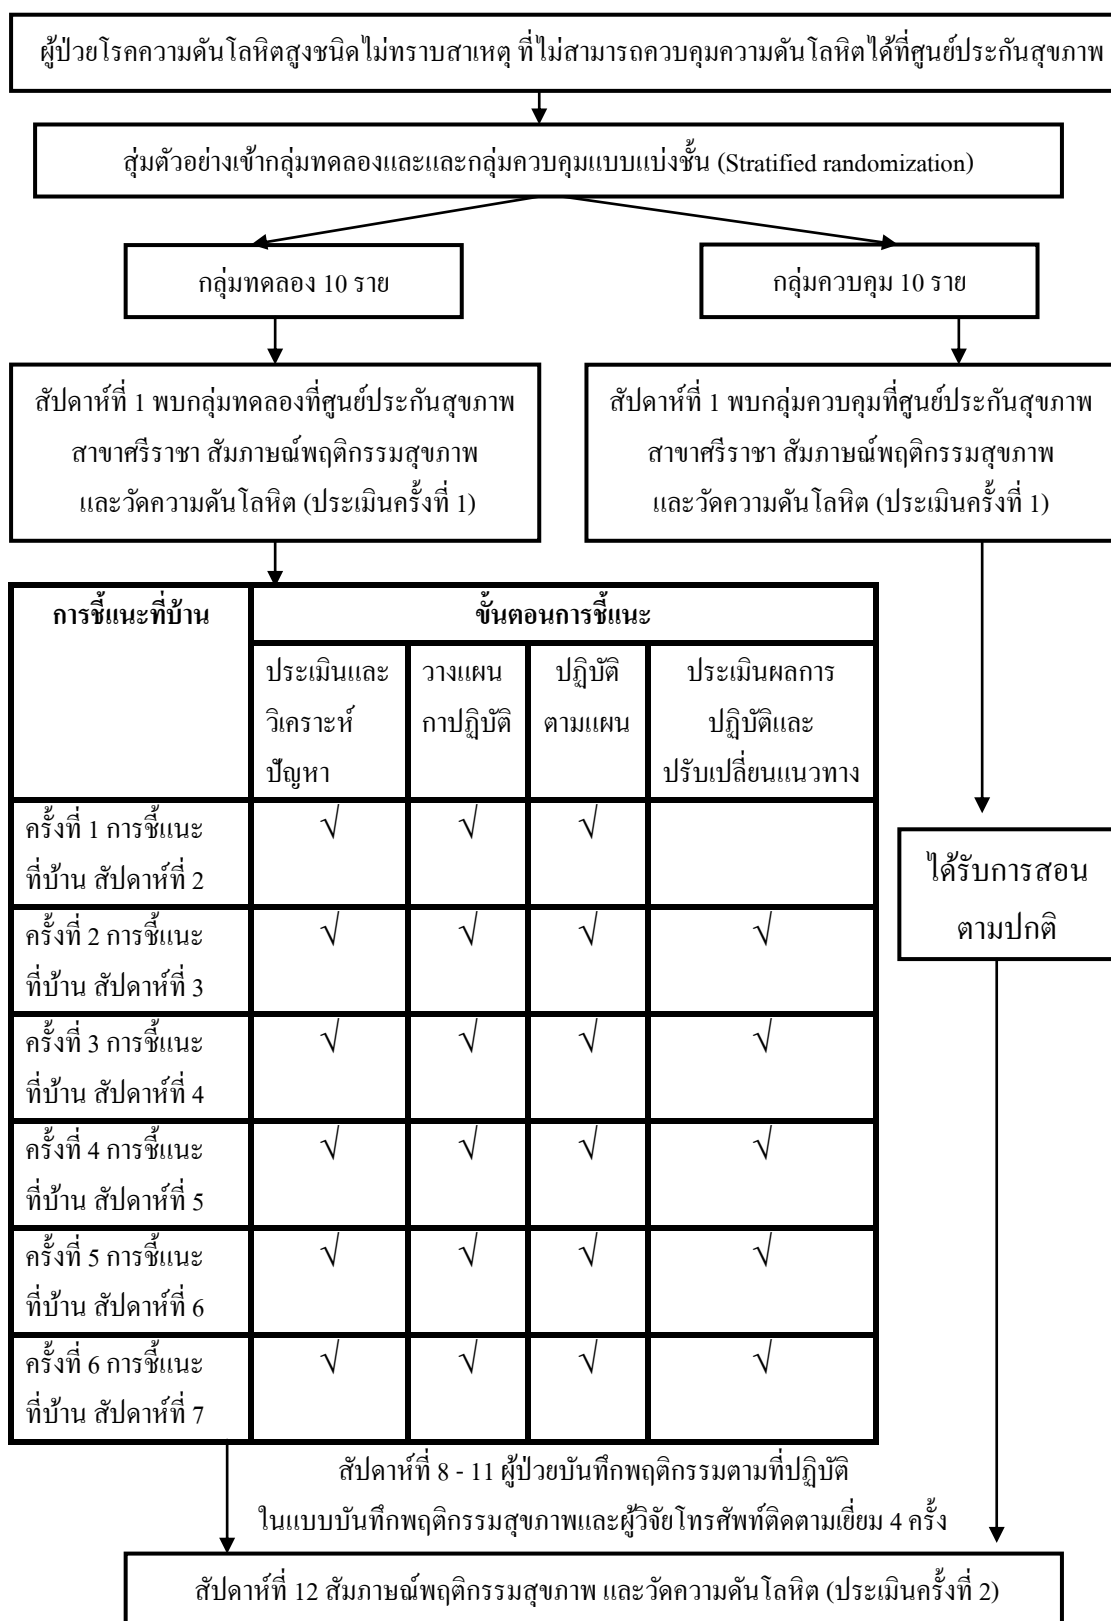 ผู้ป่วยโรคความดันโลหิตสูงชนิดไม่ทราบสาเหตุ ที่ไม่สามารถควบคุมความดันโลหิตได้ที่ศูนย์ประกันสุขภาพ
สุ่มตัวอย่างเข้ากลุ่มทดลองและและกลุ่มควบคุมแบบแบ่งชั้น (Stratified randomization)
กลุ่มทดลอง 10 ราย
กลุ่มควบคุม 10 ราย
สัปดาห์ที่ 1 พบกลุ่มทดลองที่ศูนย์ประกันสุขภาพ
สาขาศรีราชา สัมภาษณ์พฤติกรรมสุขภาพ
และวัดความดันโลหิต (ประเมินครั้งที่ 1)
สัปดาห์ที่ 1 พบกลุ่มควบคุมที่ศูนย์ประกันสุขภาพ
สาขาศรีราชา สัมภาษณ์พฤติกรรมสุขภาพ
และวัดความดันโลหิต (ประเมินครั้งที่ 1)
การชี้แนะที่บ้าน
ขั้นตอนการชี้แนะ
ประเมินและ
วิเคราะห์
ปัญหา
วางแผน
กาปฏิบัติ
ปฏิบัติ
ตามแผน
ประเมินผลการ
ปฏิบัติและ
ปรับเปลี่ยนแนวทาง
ครั้งที่ 1 การชี้แนะ √ √ √
ที่บ้าน สัปดาห์ที่ 2
ครั้งที่ 2 การชี้แนะ √ √ √ √
ที่บ้าน สัปดาห์ที่ 3
ครั้งที่ 3 การชี้แนะ √ √ √ √
ที่บ้าน สัปดาห์ที่ 4
ครั้งที่ 4 การชี้แนะ √ √ √ √
ที่บ้าน สัปดาห์ที่ 5
ครั้งที่ 5 การชี้แนะ √ √ √ √
ที่บ้าน สัปดาห์ที่ 6
ครั้งที่ 6 การชี้แนะ √ √ √ √
ที่บ้าน สัปดาห์ที่ 7
ได้รับการสอน
ตามปกติ
สัปดาห์ที่ 8 - 11 ผู้ป่วยบันทึกพฤติกรรมตามที่ปฏิบัติ
ในแบบบันทึกพฤติกรรมสุขภาพและผู้วิจัยโทรศัพท์ติดตามเยี่ยม 4 ครั้ง
สัปดาห์ที่ 12 สัมภาษณ์พฤติกรรมสุขภาพ และวัดความดันโลหิต (ประเมินครั้งที่ 2)